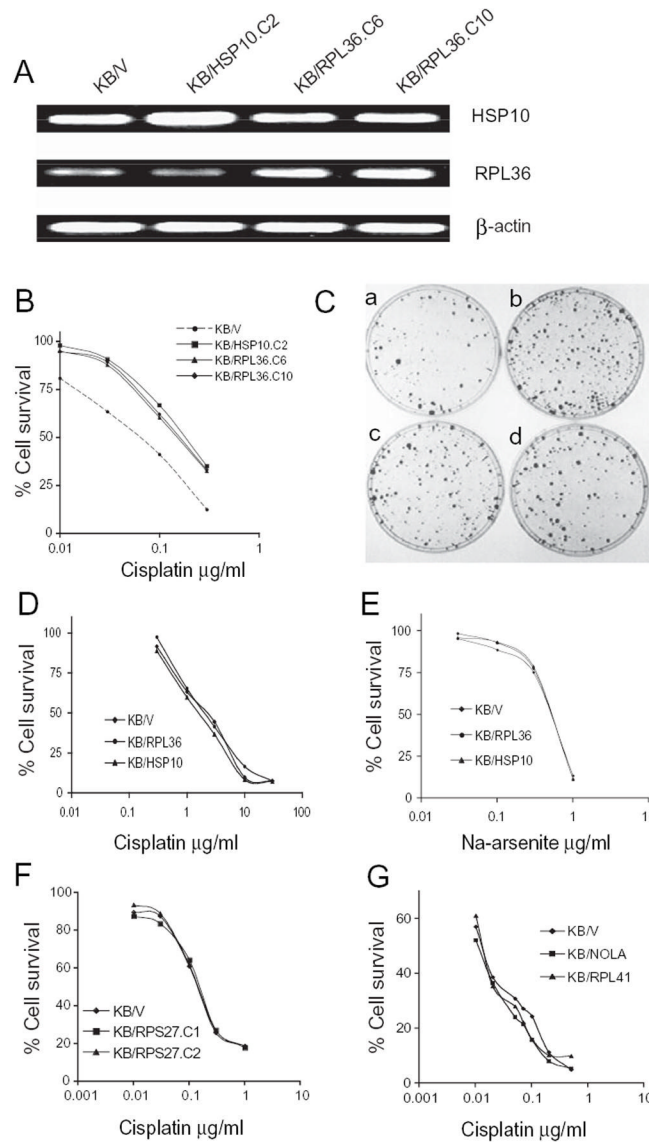 A
KB/V
KB/HSP10.C2
KB/RPL36.C6
KB/RPL36.C10
HSP10
RPL36
β-actin
B
% Cell survival
100
75
50
25
0
0.01
0.1
1
Cisplatin μg/ml
KB/V
KB/HSP10.C2
KB/RPL36.C6
KB/RPL36.C10
C
a
b
c
d
D
% Cell survival
100
75
50
25
0
0.01
0.1
1
10
100
Cisplatin μg/ml
KB/V
KB/RPL36
KB/HSP10
E
% Cell survival
100
75
50
25
0
0.01
0.1
1
10
Na-arsenite μg/ml
KB/V
KB/RPL36
KB/HSP10
F
% Cell survival
100
80
60
40
20
0
0.001
0.01
0.1
1
10
Cisplatin μg/ml
KB/V
KB/RPS27.C1
KB/RPS27.C2
G
% Cell survival
60
40
20
0
0.001
0.01
0.1
1
10
Cisplatin μg/ml
KB/V
KB/NOLA
KB/RPL41